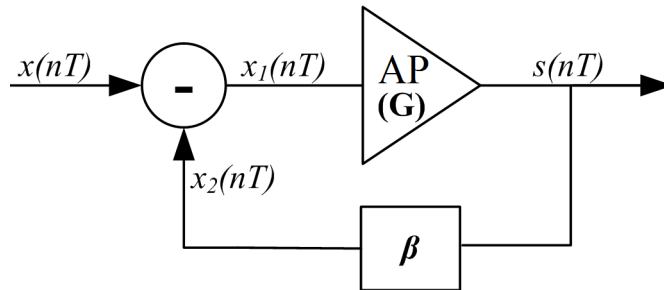 x(nT)
-
x₁(nT)
AP
(G)
s(nT)
x₂(nT)
β